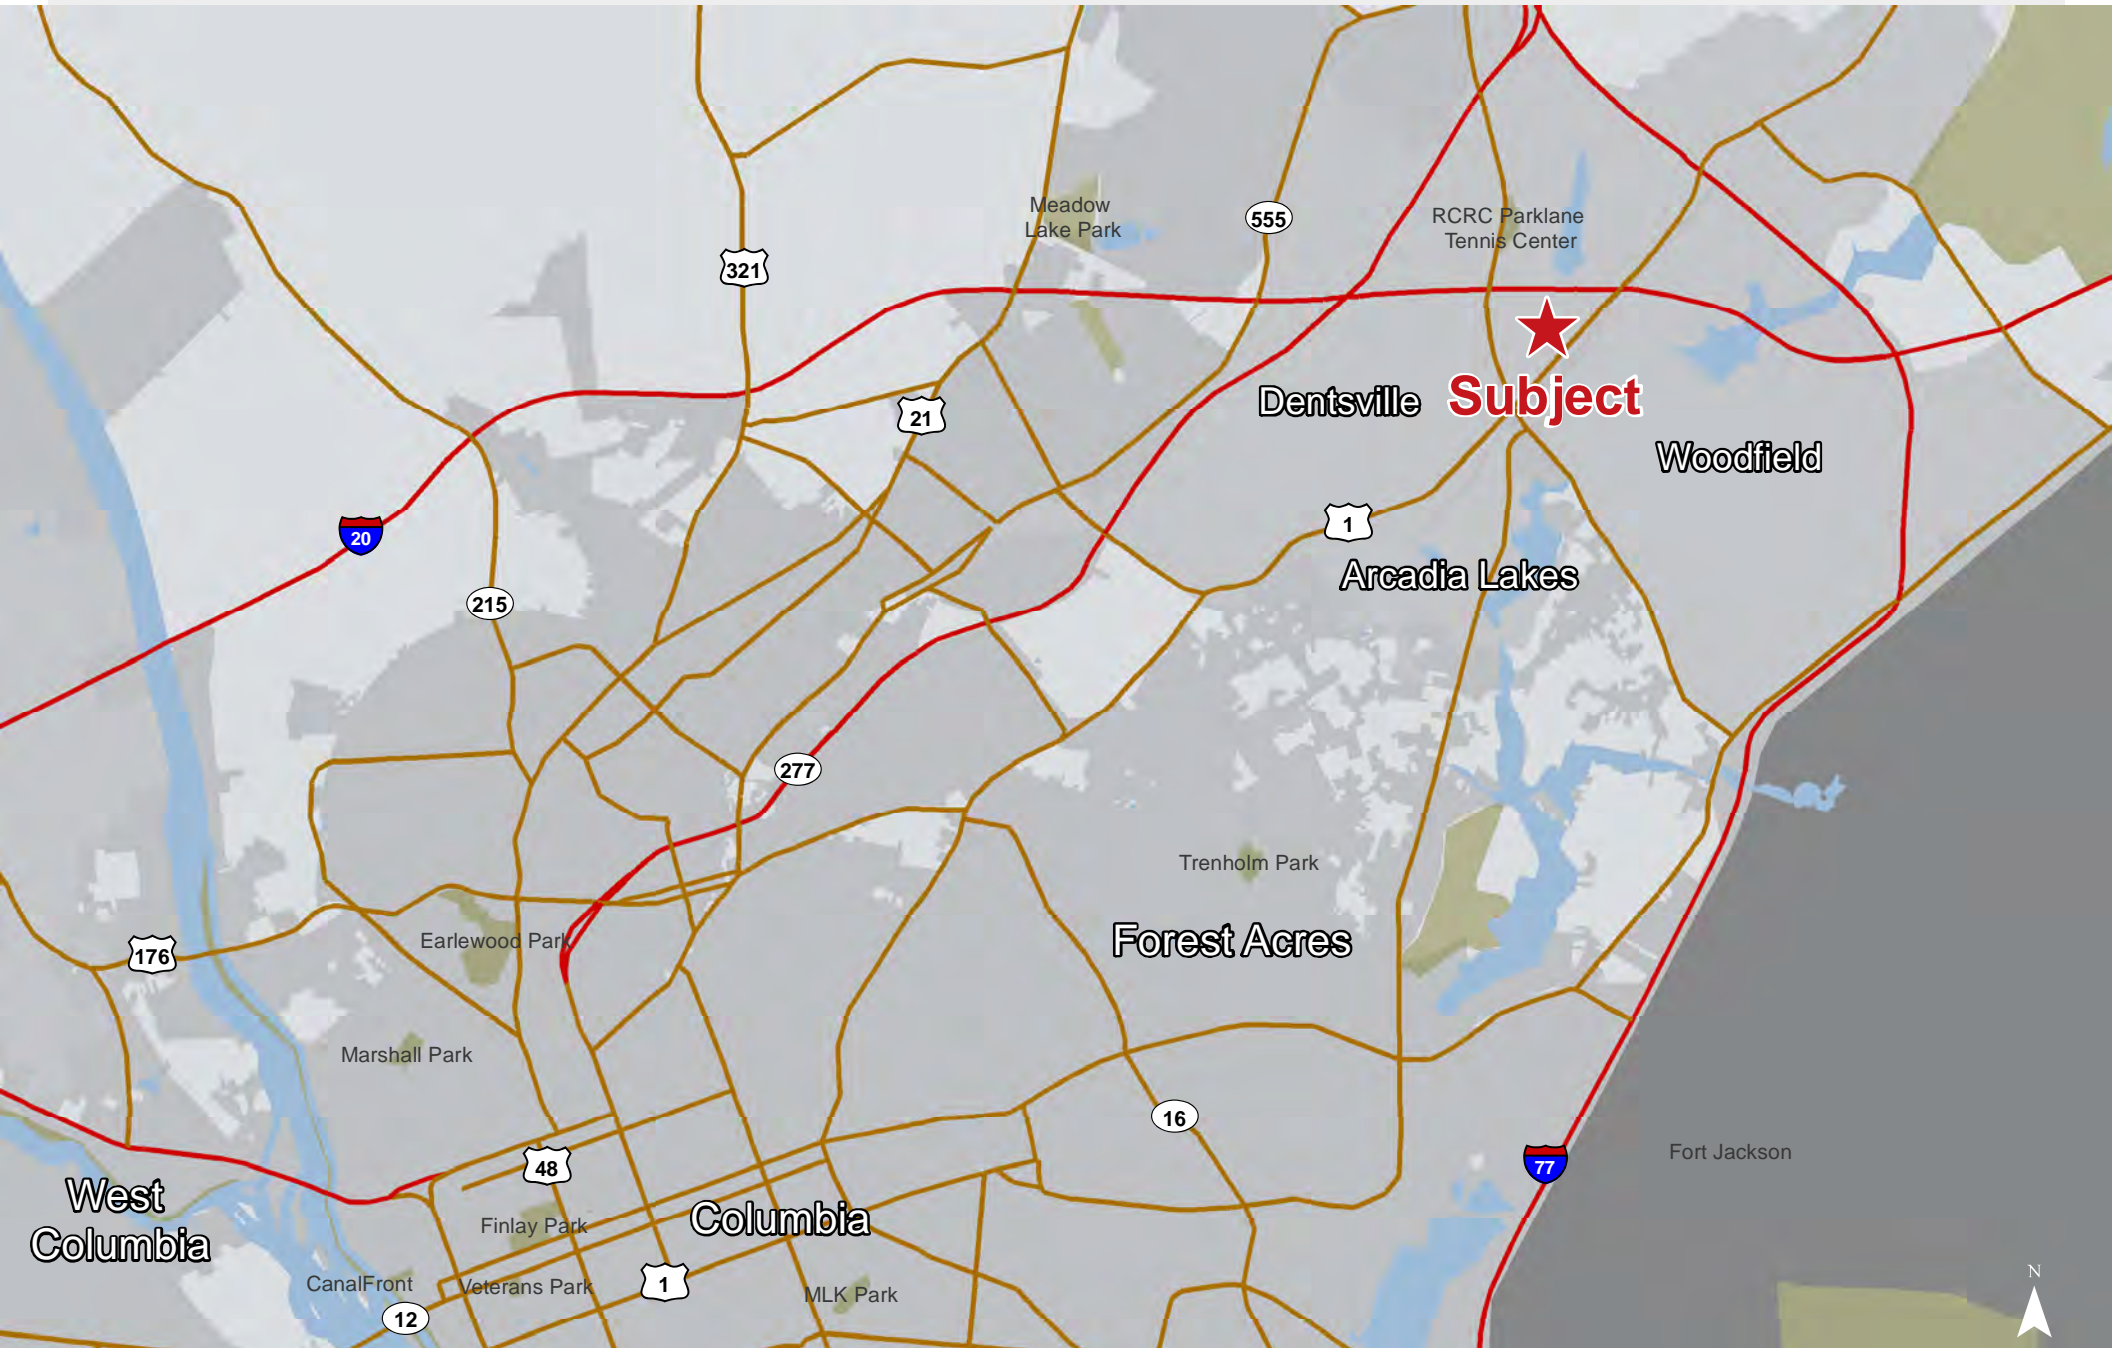 Meadow
Lake Park
555
RCRC Parklane
Tennis Center
321
Dentsville
Subject
21
Woodfield
1
20
Arcadia Lakes
215
277
Trenholm Park
Forest Acres
Earlewood Park
176
Marshall Park
16
Fort Jackson
48
77
West
Columbia
Finlay Park
Columbia
CanalFront
Veterans Park
1
MLK Park
12
N